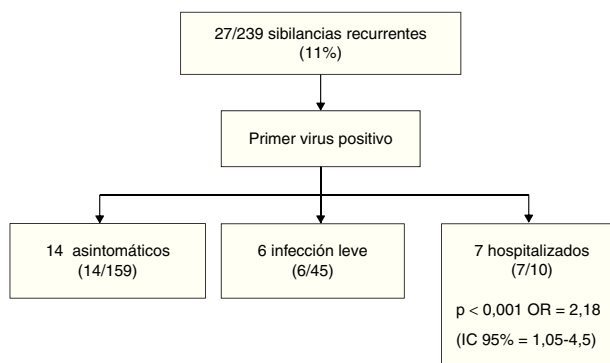 27/239 sibilancias recurrentes
(11%)
Primer virus positivo
14 asintomáticos
(14/159)
6 infección leve
(6/45)
7 hospitalizados
(7/10)
p < 0,001 OR = 2,18
(IC 95% = 1,05-4,5)